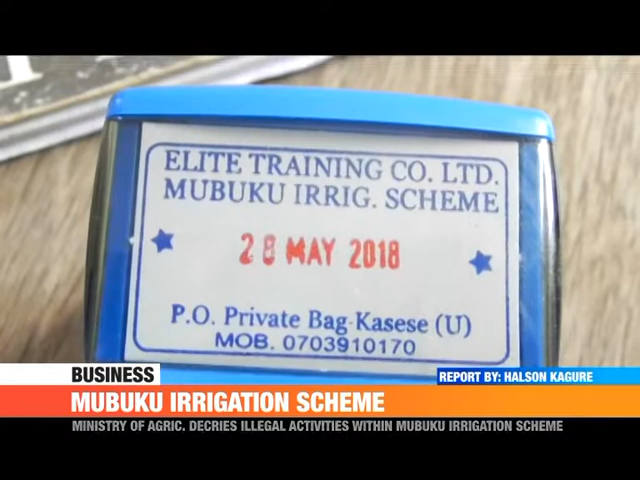 ELITE TRAINING CO. LTD.
MUBUKU IRRIG. SCHEME
28 MAY 2018
P.O. Private Bag-Kasese (U)
MOB. 0703910170
BUSINESS
REPORT BY: HALSON KAGURE
MUBUKU IRRIGATION SCHEME
MINISTRY OF AGRIC. DECRIES ILLEGAL ACTIVITIES WITHIN MUBUKU IRRIGATION SCHEME